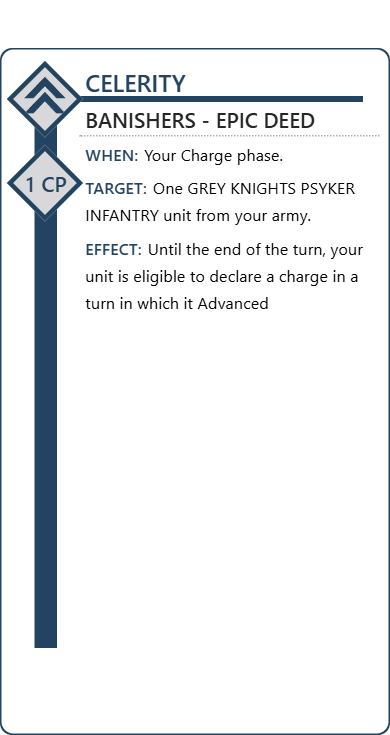 CELERITY
BANISHERS - EPIC DEED
WHEN: Your Charge phase.
1 CP
TARGET: One GREY KNIGHTS PSYKER
INFANTRY unit from your army.
EFFECT: Until the end of the turn, your
unit is eligible to declare a charge in a
turn in which it Advanced